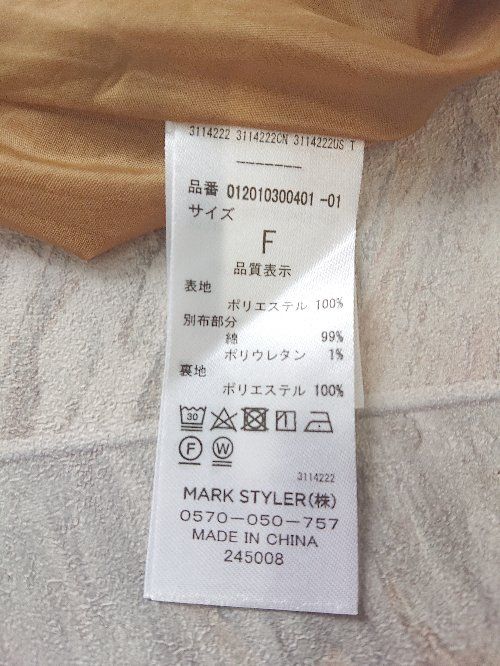 3114222 3114222CN 3114222US T
品番 012010300401-01
サイズ
F
品質表示
表地
ポリエステル 100%
別布部分
綿 99%
ポリウレタン 1%
裏地
ポリエステル 100%
30
F W
3114222
MARK STYLER(株)
0570-050-757
MADE IN CHINA
245008